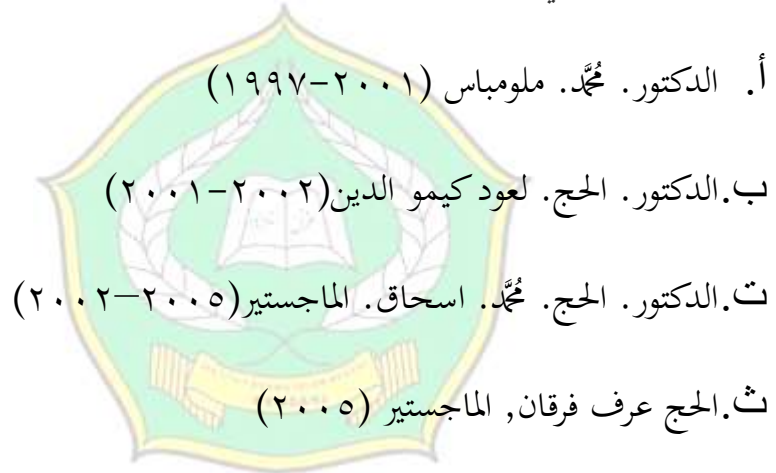 أ. الدكتور. مُحَّد. ملومباس (٢٠٠١-١٩٩٧)
ب.الدكتور. الحج. لعود كيمو الدين(٢٠٠٢-٢٠٠١)
ت.الدكتور. الحج. مُحَّد. اسحاق. الماجستير(٢٠٠٥-٢٠٠٢)
ث.الحج عرف فرقان, الماجستير (٢٠٠٥)